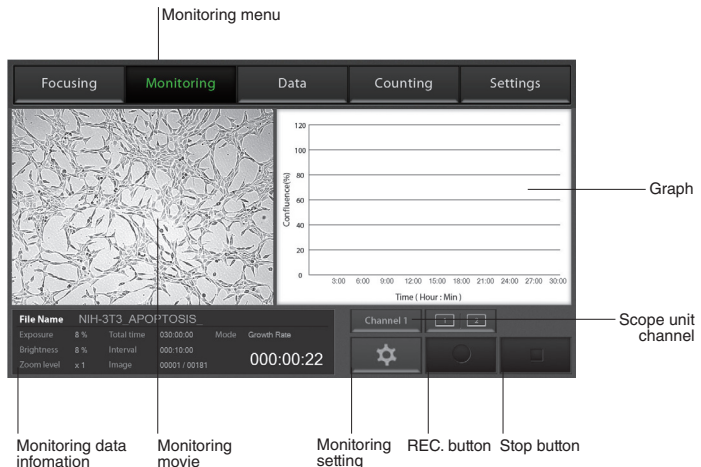 Monitoring menu
Focusing Monitoring Data Counting Settings
120
100
80
60
40
20
0
Confluence(%)
3:00 6:00 9:00 12:00 15:00 18:00 21:00 24:00 27:00 30:00
Time ( Hour : Min )
Graph
File Name NIH-3T3_APOPTOSIS_
Exposure 8 % Total time 030:00:00 Mode Growth Rate
Brightness 8 % Interval 000:10:00
Zoom level x 1 Image 00001 / 00181
000:00:22
Channel 1 1 2
Scope unit
channel
Monitoring data
infomation
Monitoring
movie
Monitoring
setting
REC. button
Stop button